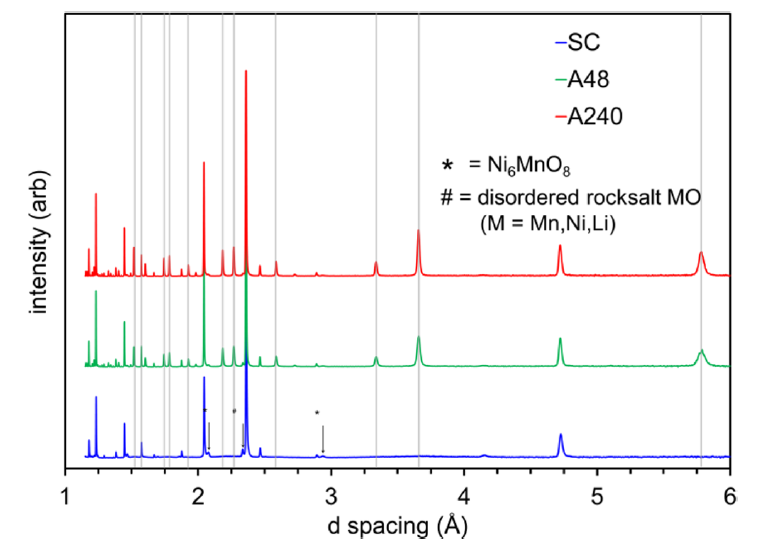 SC
A48
A240
* = Ni₆MnO₈
# = disordered rocksalt MO
(M = Mn,Ni,Li)
intensity (arb)
* # *
1 2 3 4 5 6
d spacing (Å)